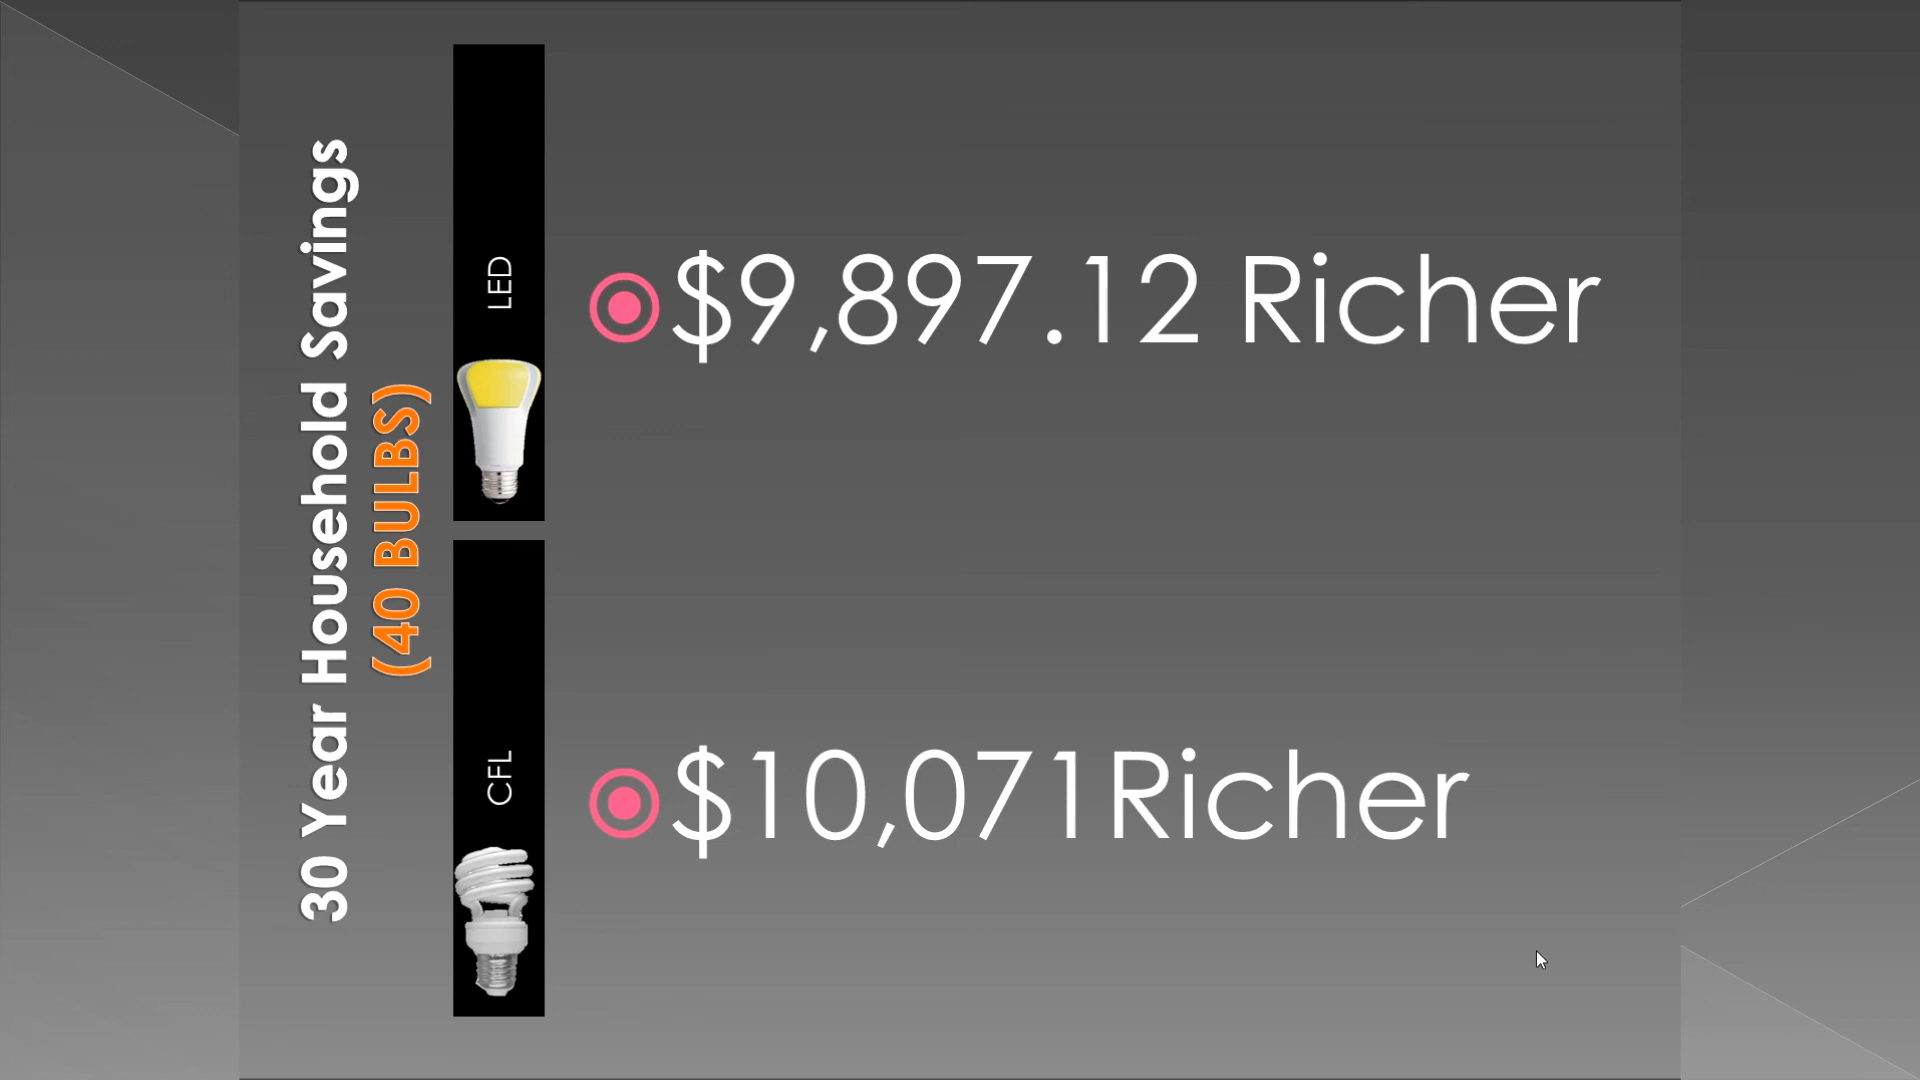 30 Year Household Savings
(40 BULBS)
LED
$9,897.12 Richer
CFL
$10,071Richer